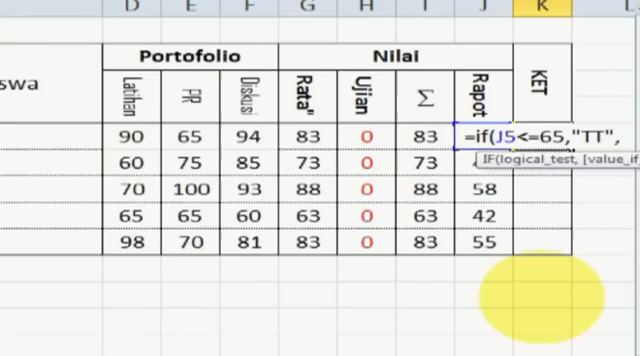 D E F G H I J K L
Portofolio Nilai
swa Latihan PR Diskusi Rata" Ujian Σ Rapot KET
90 65 94 83 0 83 =if(J5<=65,"TT",
60 75 85 73 0 73 IF(logical_test, [value_if
70 100 93 88 0 88 58
65 65 60 63 0 63 42
98 70 81 83 0 83 55